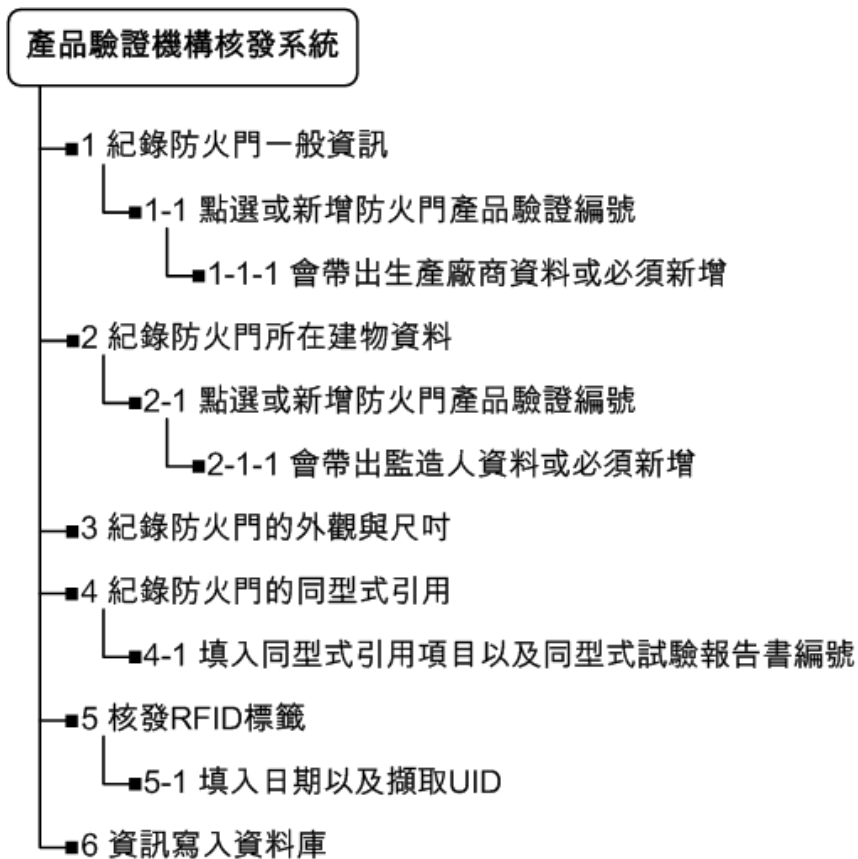 產品驗證機構核發系統
1 紀錄防火門一般資訊
1-1 點選或新增防火門產品驗證編號
1-1-1 會帶出生產廠商資料或必須新增
2 紀錄防火門所在建物資料
2-1 點選或新增防火門產品驗證編號
2-1-1 會帶出監造人資料或必須新增
3 紀錄防火門的外觀與尺吋
4 紀錄防火門的同型式引用
4-1 填入同型式引用項目以及同型式試驗報告書編號
5 核發RFID標籤
5-1 填入日期以及擷取UID
6 資訊寫入資料庫